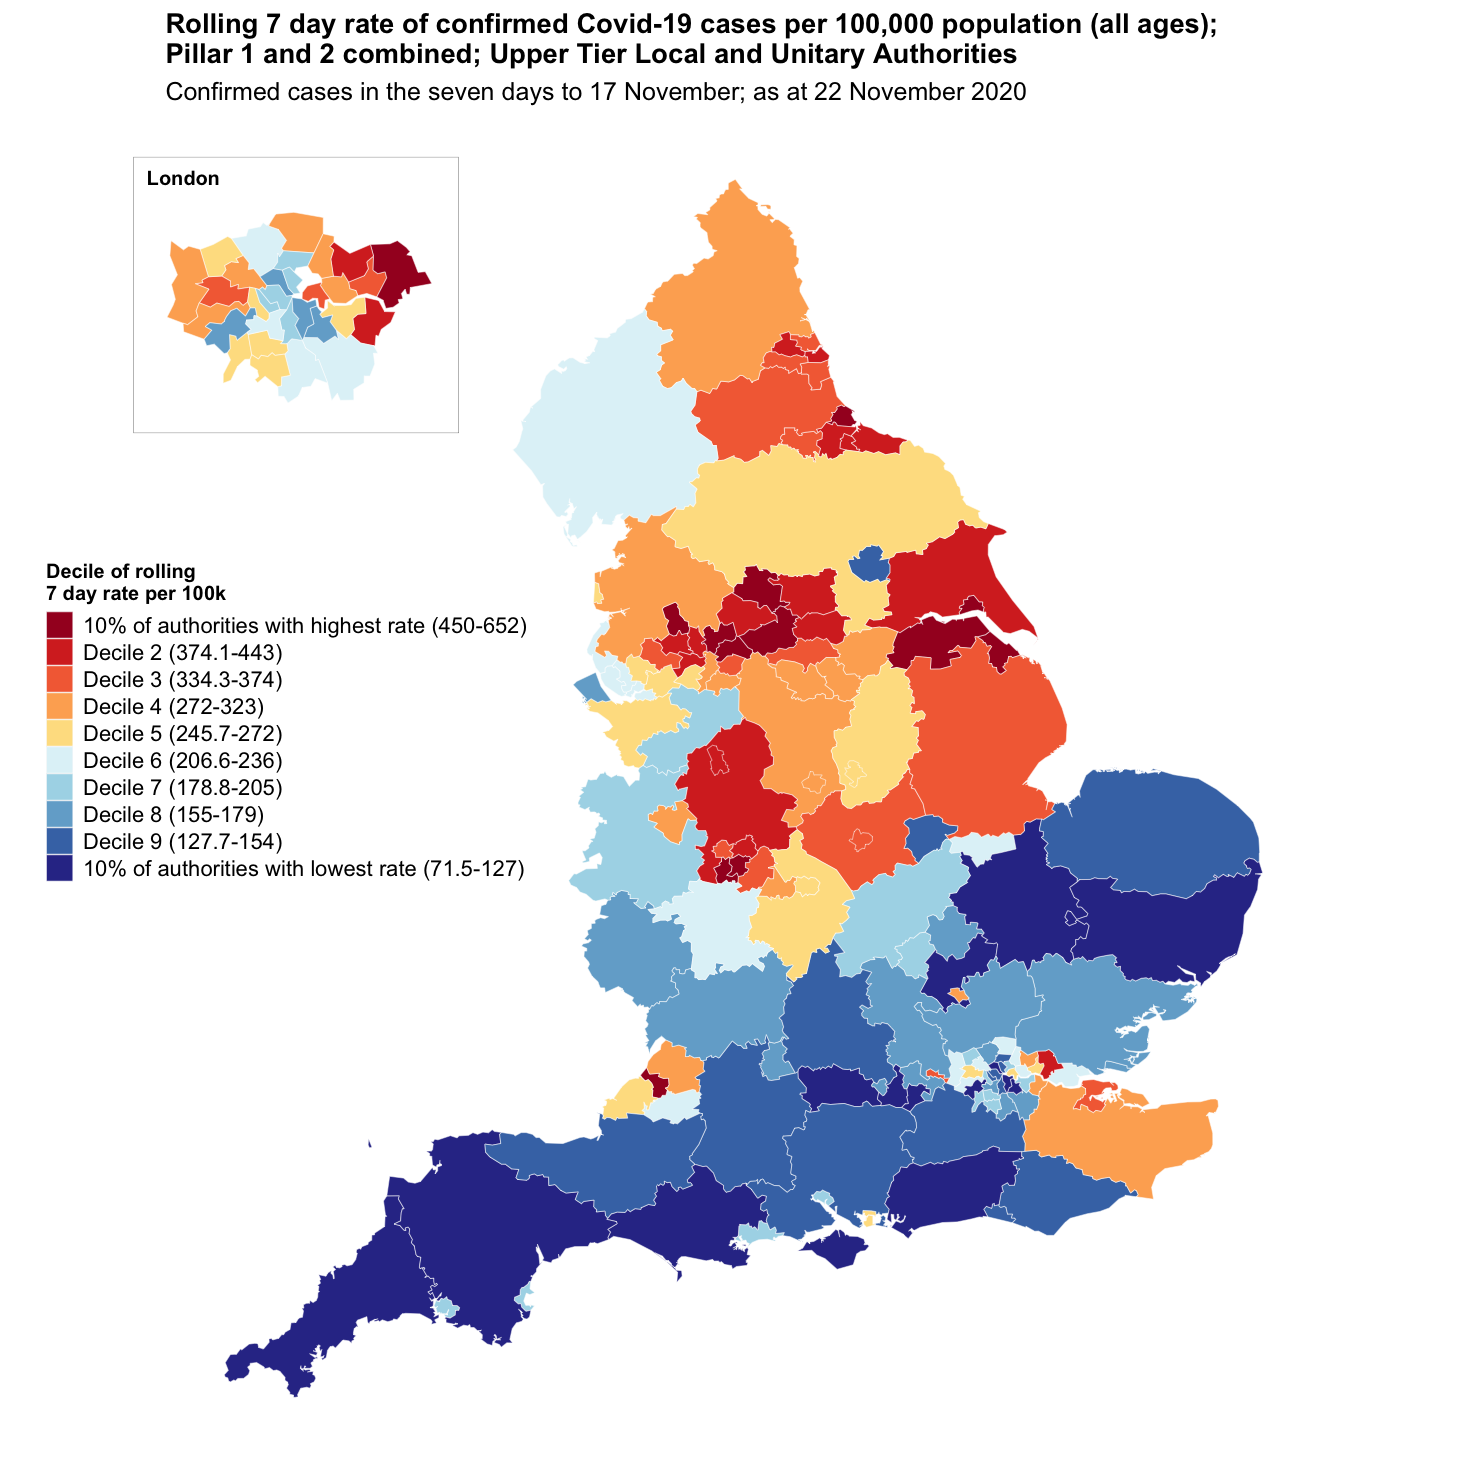 Rolling 7 day rate of confirmed Covid-19 cases per 100,000 population (all ages);
Pillar 1 and 2 combined; Upper Tier Local and Unitary Authorities
Confirmed cases in the seven days to 17 November; as at 22 November 2020
London
Decile of rolling
7 day rate per 100k
10% of authorities with highest rate (450-652)
Decile 2 (374.1-443)
Decile 3 (334.3-374)
Decile 4 (272-323)
Decile 5 (245.7-272)
Decile 6 (206.6-236)
Decile 7 (178.8-205)
Decile 8 (155-179)
Decile 9 (127.7-154)
10% of authorities with lowest rate (71.5-127)